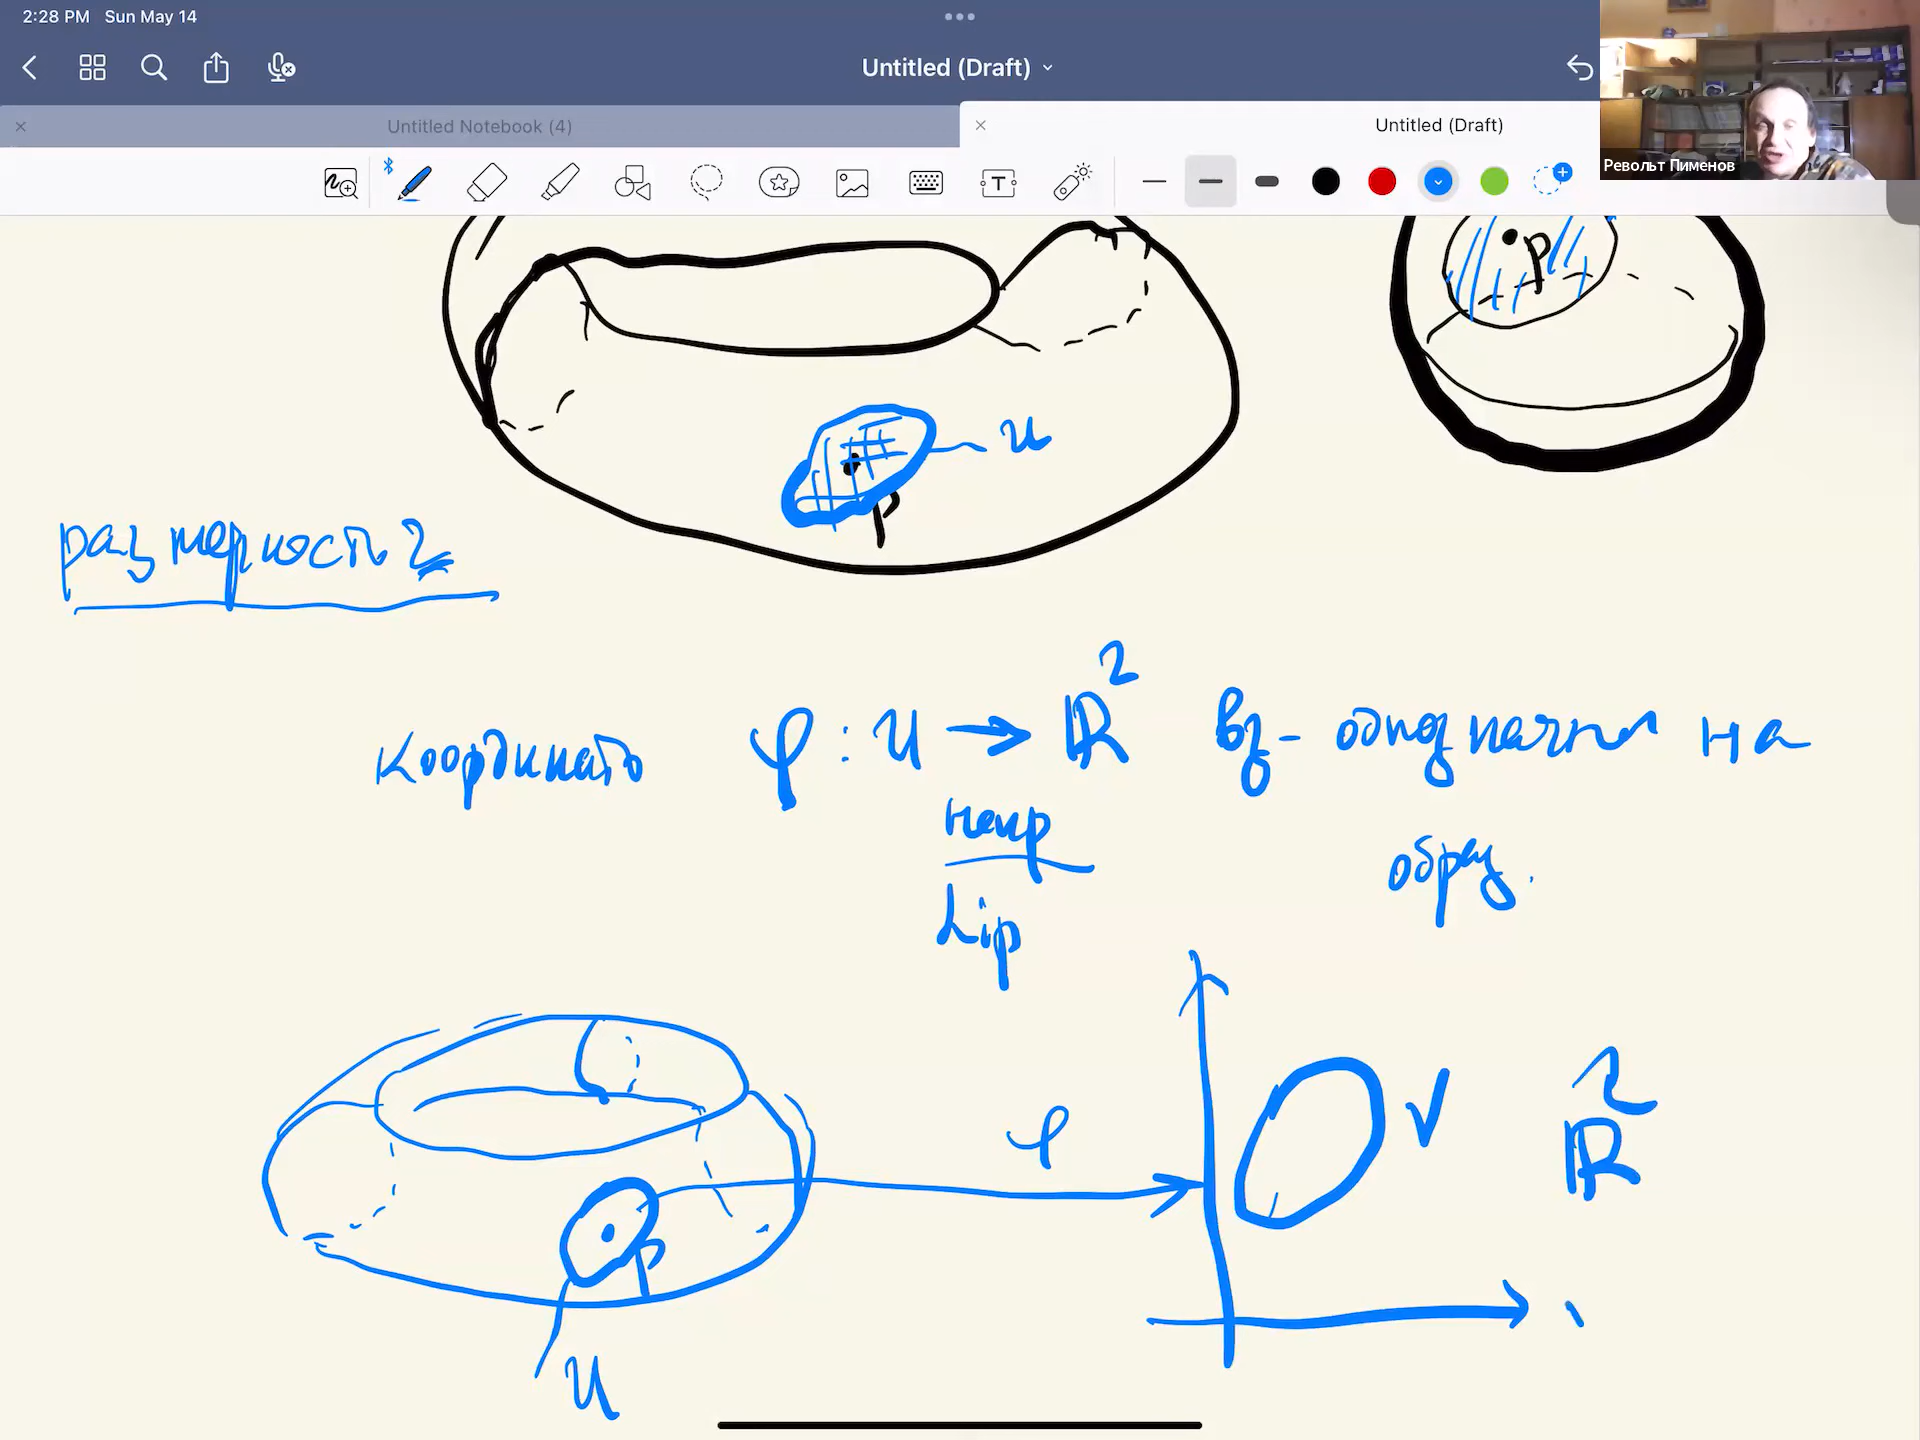 2:28 PM Sun May 14
Untitled (Draft)
Untitled Notebook (4)
Untitled (Draft)
T
Револьт Пименов
p
U
p
размерность 2
координаты φ : U → ℝ² вз-однозначн на
непр
образ.
Lip
φ
V
ℝ²
p
U